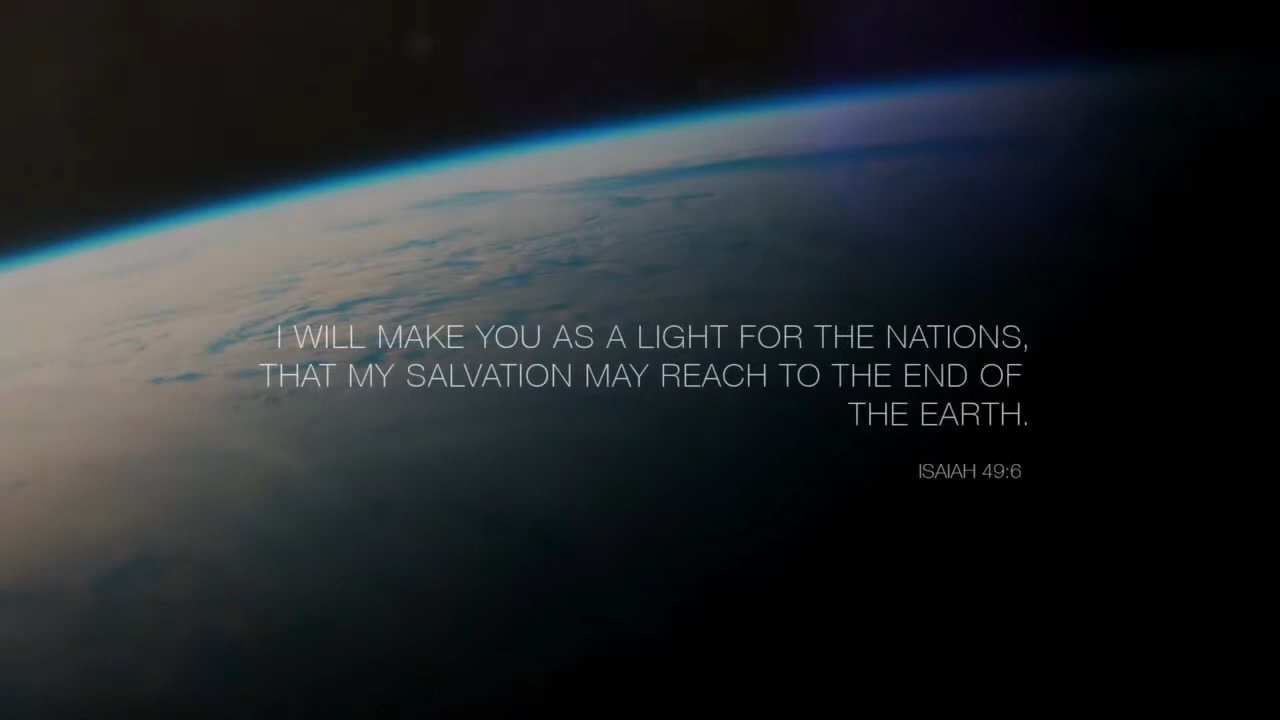 I WILL MAKE YOU AS A LIGHT FOR THE NATIONS,
THAT MY SALVATION MAY REACH TO THE END OF
THE EARTH.
ISAIAH 49:6